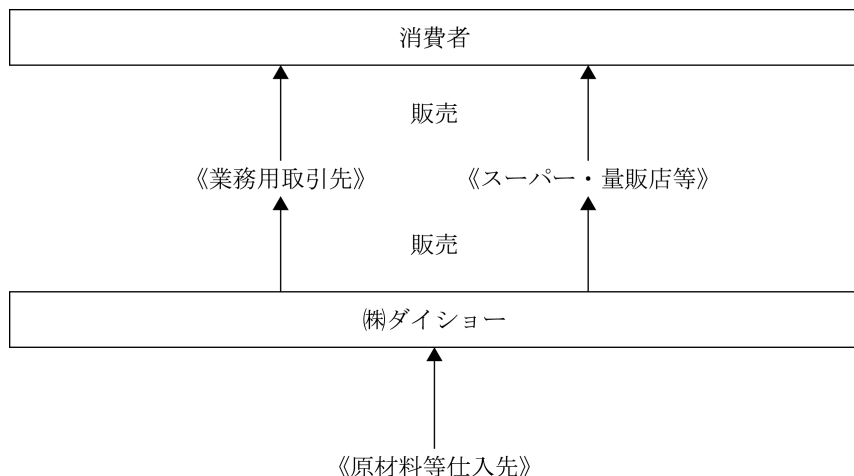 消費者
販売
《業務用取引先》 《スーパー・量販店等》
販売
㈱ダイショー
《原材料等仕入先》